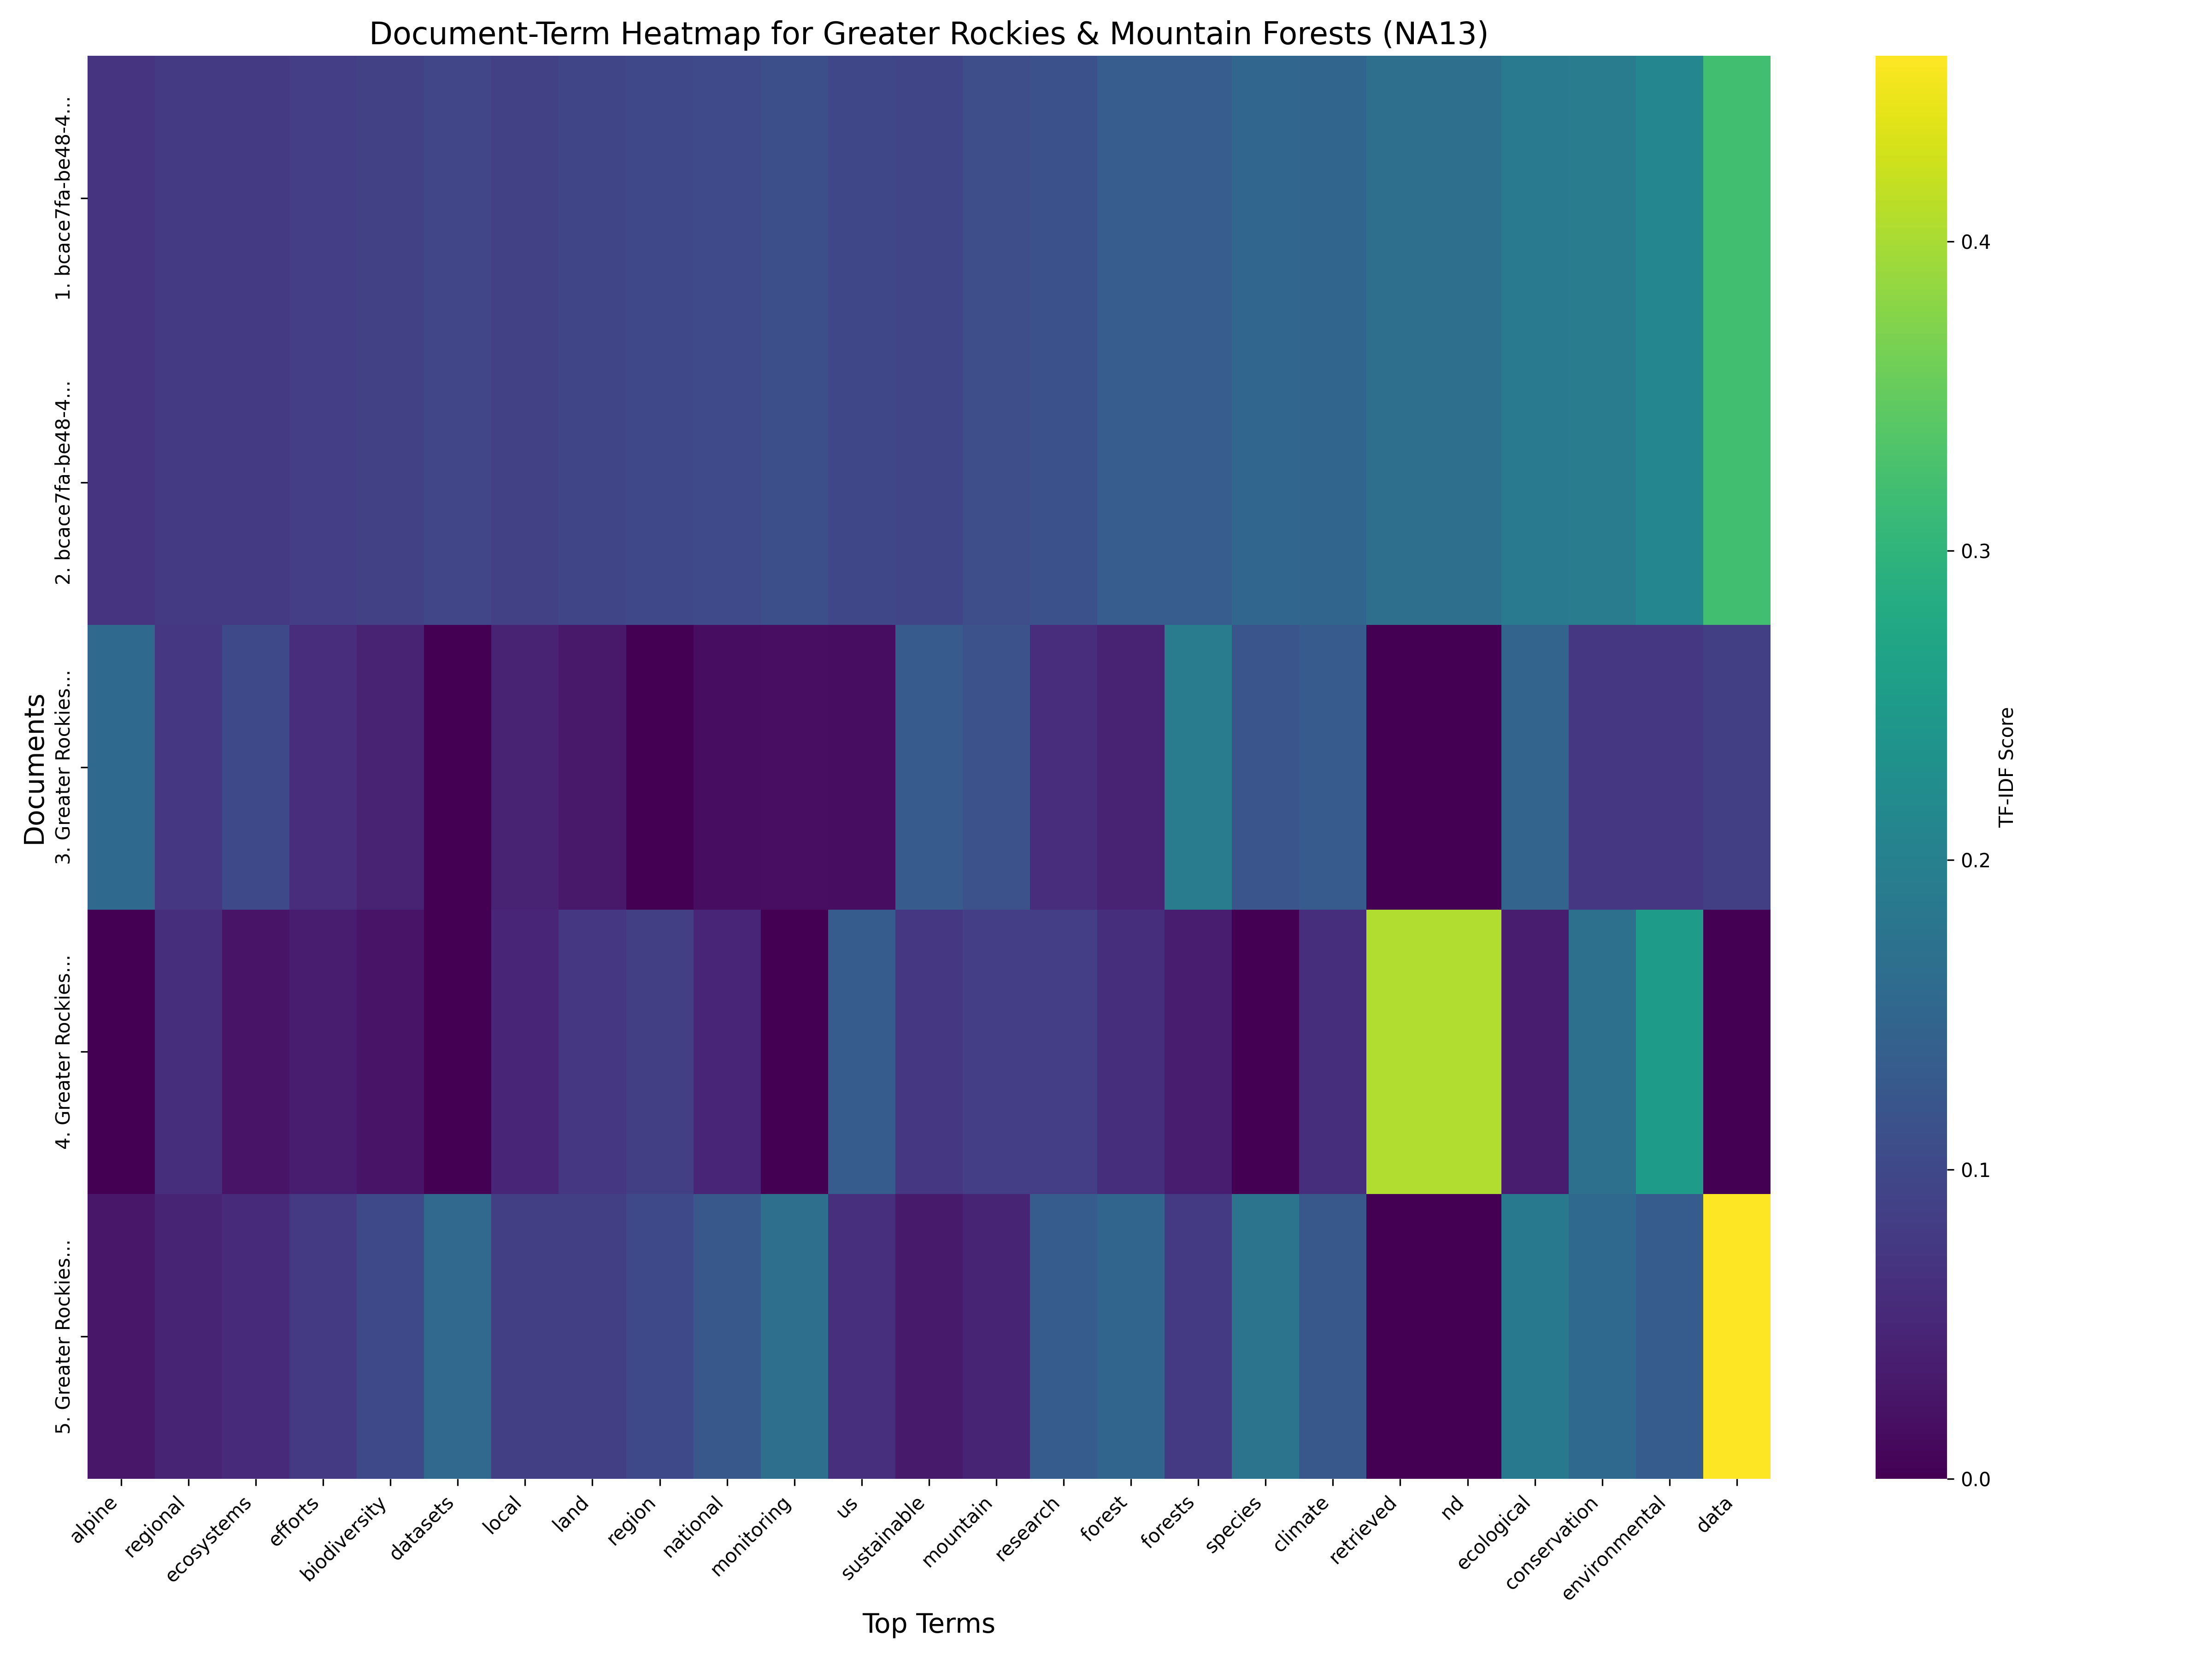 Document-Term Heatmap for Greater Rockies & Mountain Forests (NA13)
Documents
1. bcace7fa-be48-4...
2. bcace7fa-be48-4...
3. Greater Rockies...
4. Greater Rockies...
5. Greater Rockies...
alpine
regional
ecosystems
efforts
biodiversity
datasets
local
land
region
national
monitoring
us
sustainable
mountain
research
forest
forests
species
climate
retrieved
nd
ecological
conservation
environmental
data
Top Terms
0.4
0.3
0.2
0.1
0.0
TF-IDF Score